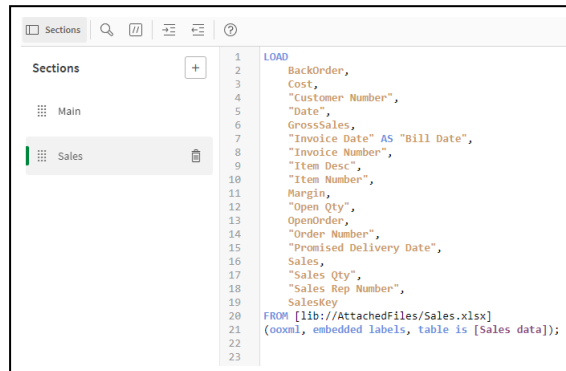 Sections
Sections
Main
Sales
1 LOAD
2 BackOrder,
3 Cost,
4 "Customer Number",
5 "Date",
6 GrossSales,
7 "Invoice Date" AS "Bill Date",
8 "Invoice Number",
9 "Item Desc",
10 "Item Number",
11 Margin,
12 "Open Qty",
13 OpenOrder,
14 "Order Number",
15 "Promised Delivery Date",
16 Sales,
17 "Sales Qty",
18 "Sales Rep Number",
19 SalesKey
20 FROM [lib://AttachedFiles/Sales.xlsx]
21 (ooxml, embedded labels, table is [Sales data]);
22
23